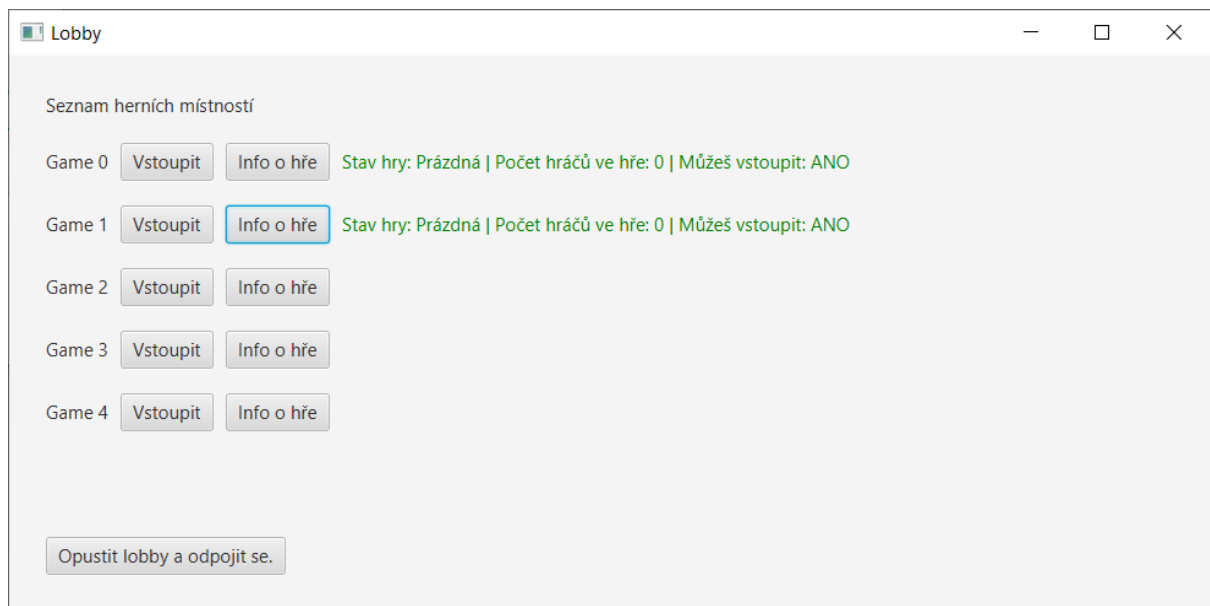 Lobby
Seznam herních místností
Game 0 Vstoupit Info o hře Stav hry: Prázdná | Počet hráčů ve hře: 0 | Můžeš vstoupit: ANO
Game 1 Vstoupit Info o hře Stav hry: Prázdná | Počet hráčů ve hře: 0 | Můžeš vstoupit: ANO
Game 2 Vstoupit Info o hře
Game 3 Vstoupit Info o hře
Game 4 Vstoupit Info o hře
Opustit lobby a odpojit se.